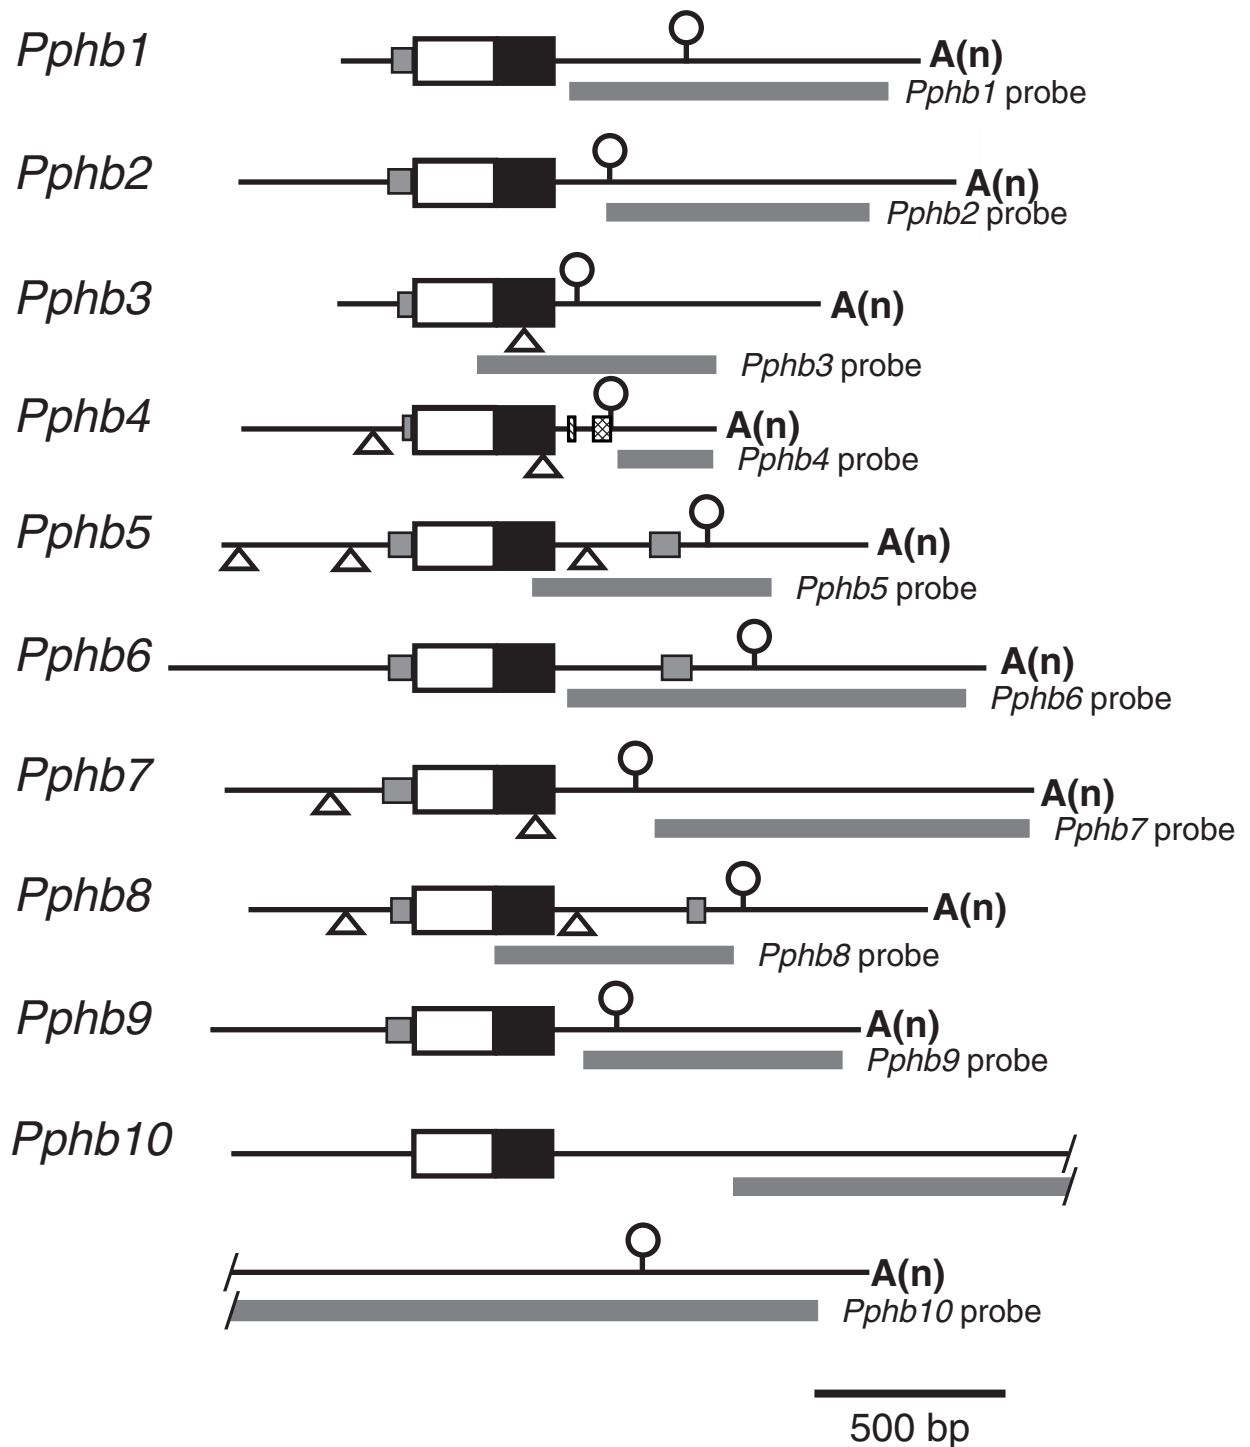 Pphb1 A(n)
Pphb1 probe
Pphb2 A(n)
Pphb2 probe
Pphb3 A(n)
Pphb3 probe
Pphb4 A(n)
Pphb4 probe
Pphb5 A(n)
Pphb5 probe
Pphb6 A(n)
Pphb6 probe
Pphb7 A(n)
Pphb7 probe
Pphb8 A(n)
Pphb8 probe
Pphb9 A(n)
Pphb9 probe
Pphb10
A(n)
Pphb10 probe
500 bp